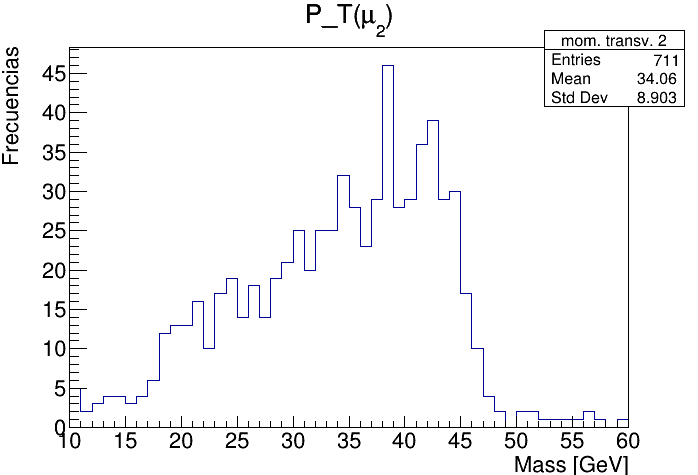 P_T(μ₂)
mom. transv. 2
Entries 711
Mean 34.06
Std Dev 8.903
Frecuencias
45
40
35
30
25
20
15
10
5
0
10 15 20 25 30 35 40 45 50 55 60
Mass [GeV]